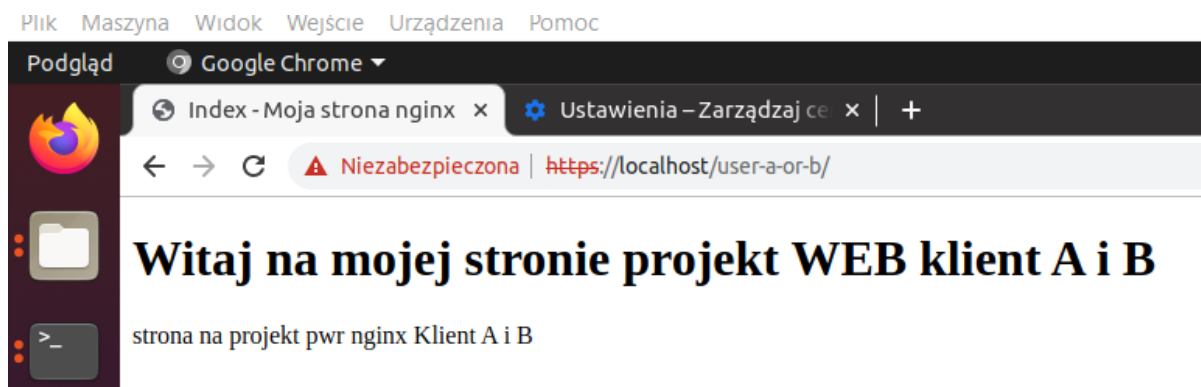 Plik Maszyna Widok Wejście Urządzenia Pomoc
Podgląd Google Chrome
Index - Moja strona nginx Ustawienia – Zarządzaj ce
Niezabezpieczona https://localhost/user-a-or-b/
Witaj na mojej stronie projekt WEB klient A i B
strona na projekt pwr nginx Klient A i B
>_